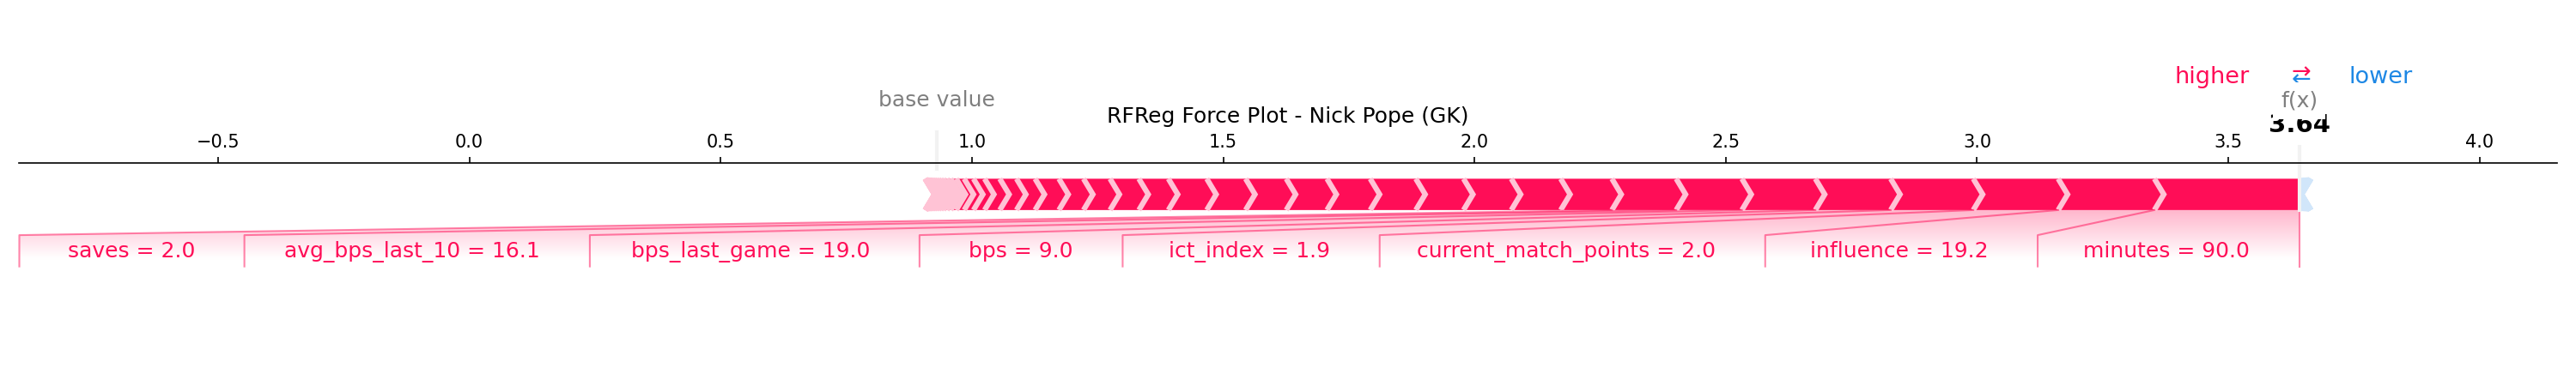 higher ⇄ lower
base value
f(x)
RFReg Force Plot - Nick Pope (GK)
3.64
−0.5 0.0 0.5 1.0 1.5 2.0 2.5 3.0 3.5 4.0
saves = 2.0 avg_bps_last_10 = 16.1 bps_last_game = 19.0 bps = 9.0 ict_index = 1.9 current_match_points = 2.0 influence = 19.2 minutes = 90.0